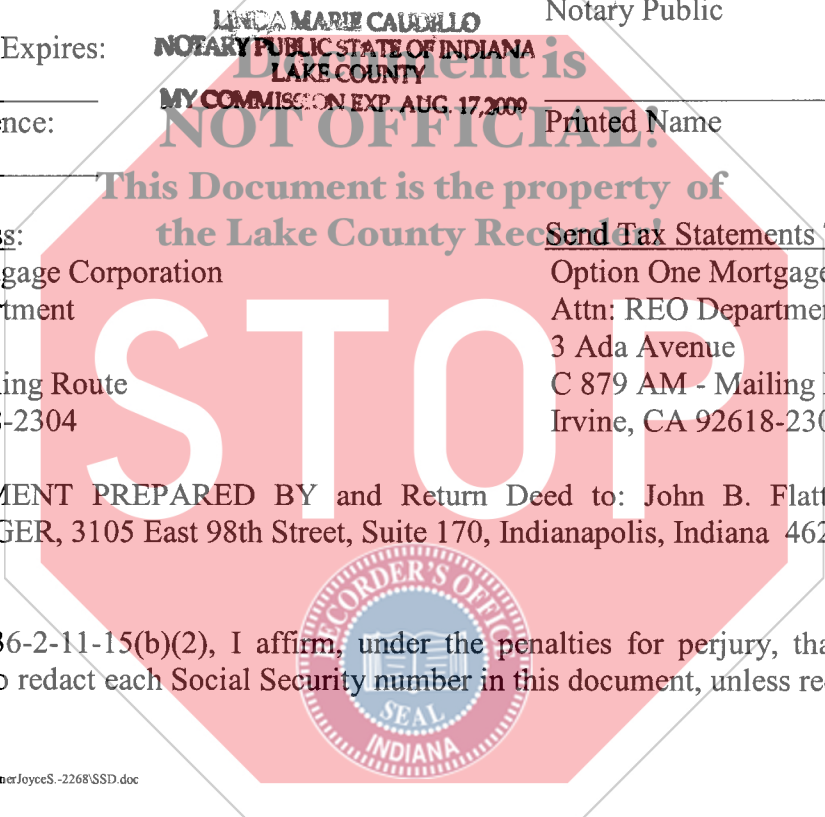 Notary Public
LINDA MARIE CAUDILLO
Expires:
NOTARY PUBLIC STATE OF INDIANA
Document is
LAKE COUNTY
MY COMMISSION EXP. AUG. 17, 2009
nce:
NOT OFFICIAL!
Printed Name
This Document is the property of
the Lake County Recorder!
s:
Send Tax Statements
gage Corporation
Option One Mortgage
tment
Attn: REO Departmen
3 Ada Avenue
ing Route
C 879 AM - Mailing
-2304
Irvine, CA 92618-230
STOP
MENT PREPARED BY and Return Deed to: John B. Flatt
GER, 3105 East 98th Street, Suite 170, Indianapolis, Indiana 462
RECORDER'S OFFICE
36-2-11-15(b)(2), I affirm, under the penalties for perjury, tha
o redact each Social Security number in this document, unless re
SEAL
INDIANA
nerJoyceS.-2268\SSD.doc